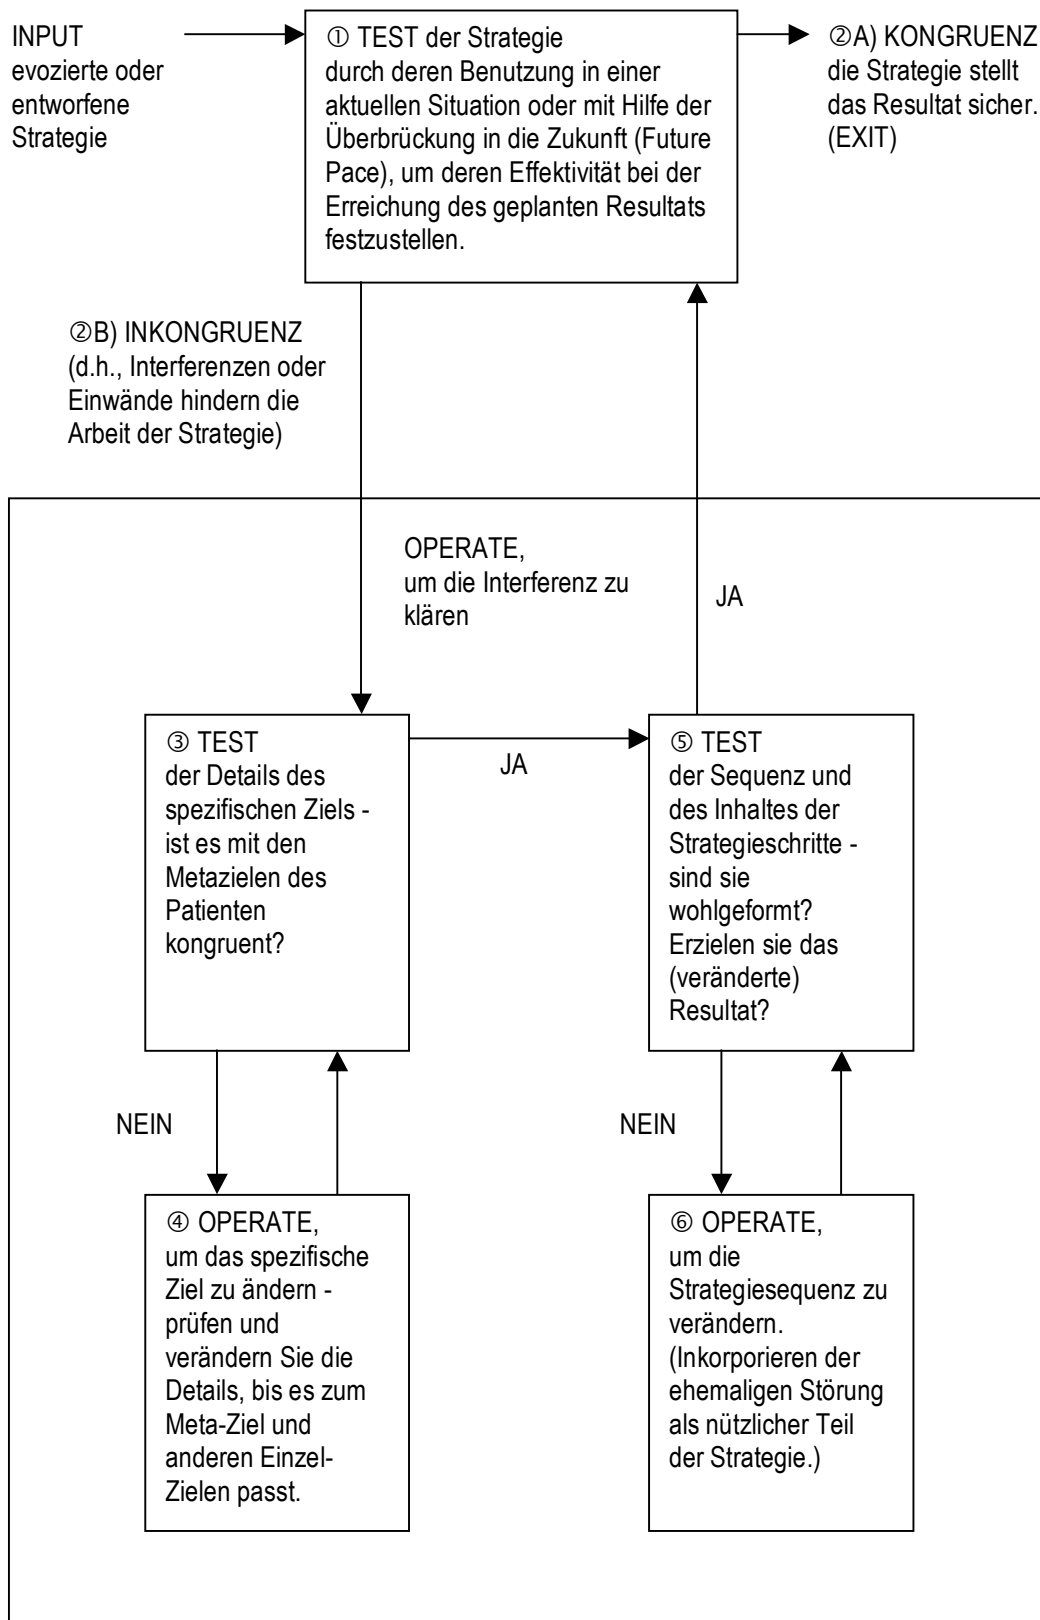 INPUT
evozierte oder
entworfene
Strategie
① TEST der Strategie
durch deren Benutzung in einer
aktuellen Situation oder mit Hilfe der
Überbrückung in die Zukunft (Future
Pace), um deren Effektivität bei der
Erreichung des geplanten Resultats
festzustellen.
②A) KONGRUENZ
die Strategie stellt
das Resultat sicher.
(EXIT)
②B) INKONGRUENZ
(d.h., Interferenzen oder
Einwände hindern die
Arbeit der Strategie)
OPERATE,
um die Interferenz zu
klären
JA
③ TEST
der Details des
spezifischen Ziels -
ist es mit den
Metazielen des
Patienten
kongruent?
JA
⑤ TEST
der Sequenz und
des Inhaltes der
Strategieschritte -
sind sie
wohlgeformt?
Erzielen sie das
(veränderte)
Resultat?
NEIN
NEIN
④ OPERATE,
um das spezifische
Ziel zu ändern -
prüfen und
verändern Sie die
Details, bis es zum
Meta-Ziel und
anderen Einzel-
Zielen passt.
⑥ OPERATE,
um die
Strategiesequenz zu
verändern.
(Inkorporieren der
ehemaligen Störung
als nützlicher Teil
der Strategie.)